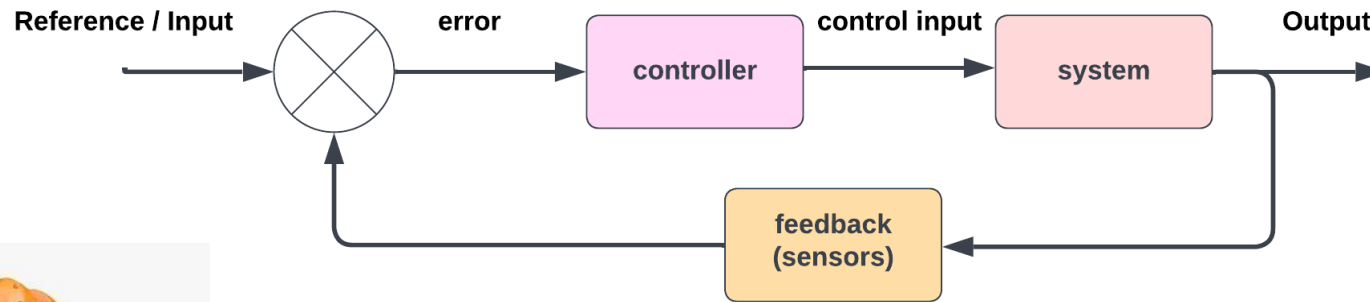 Reference / Input
error
control input
Output
controller
system
feedback
(sensors)